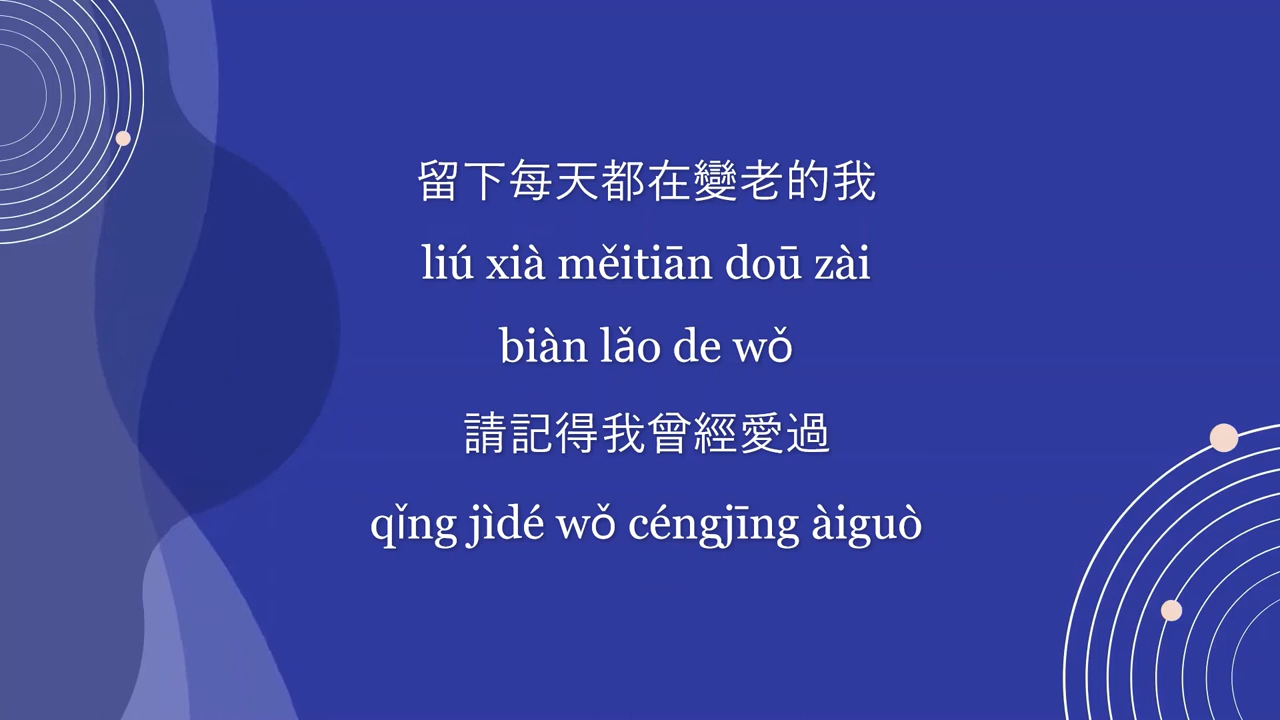 留下每天都在變老的我
liú xià měitiān doū zài
biàn lǎo de wǒ
請記得我曾經愛過
qǐng jìdé wǒ céngjīng àiguò